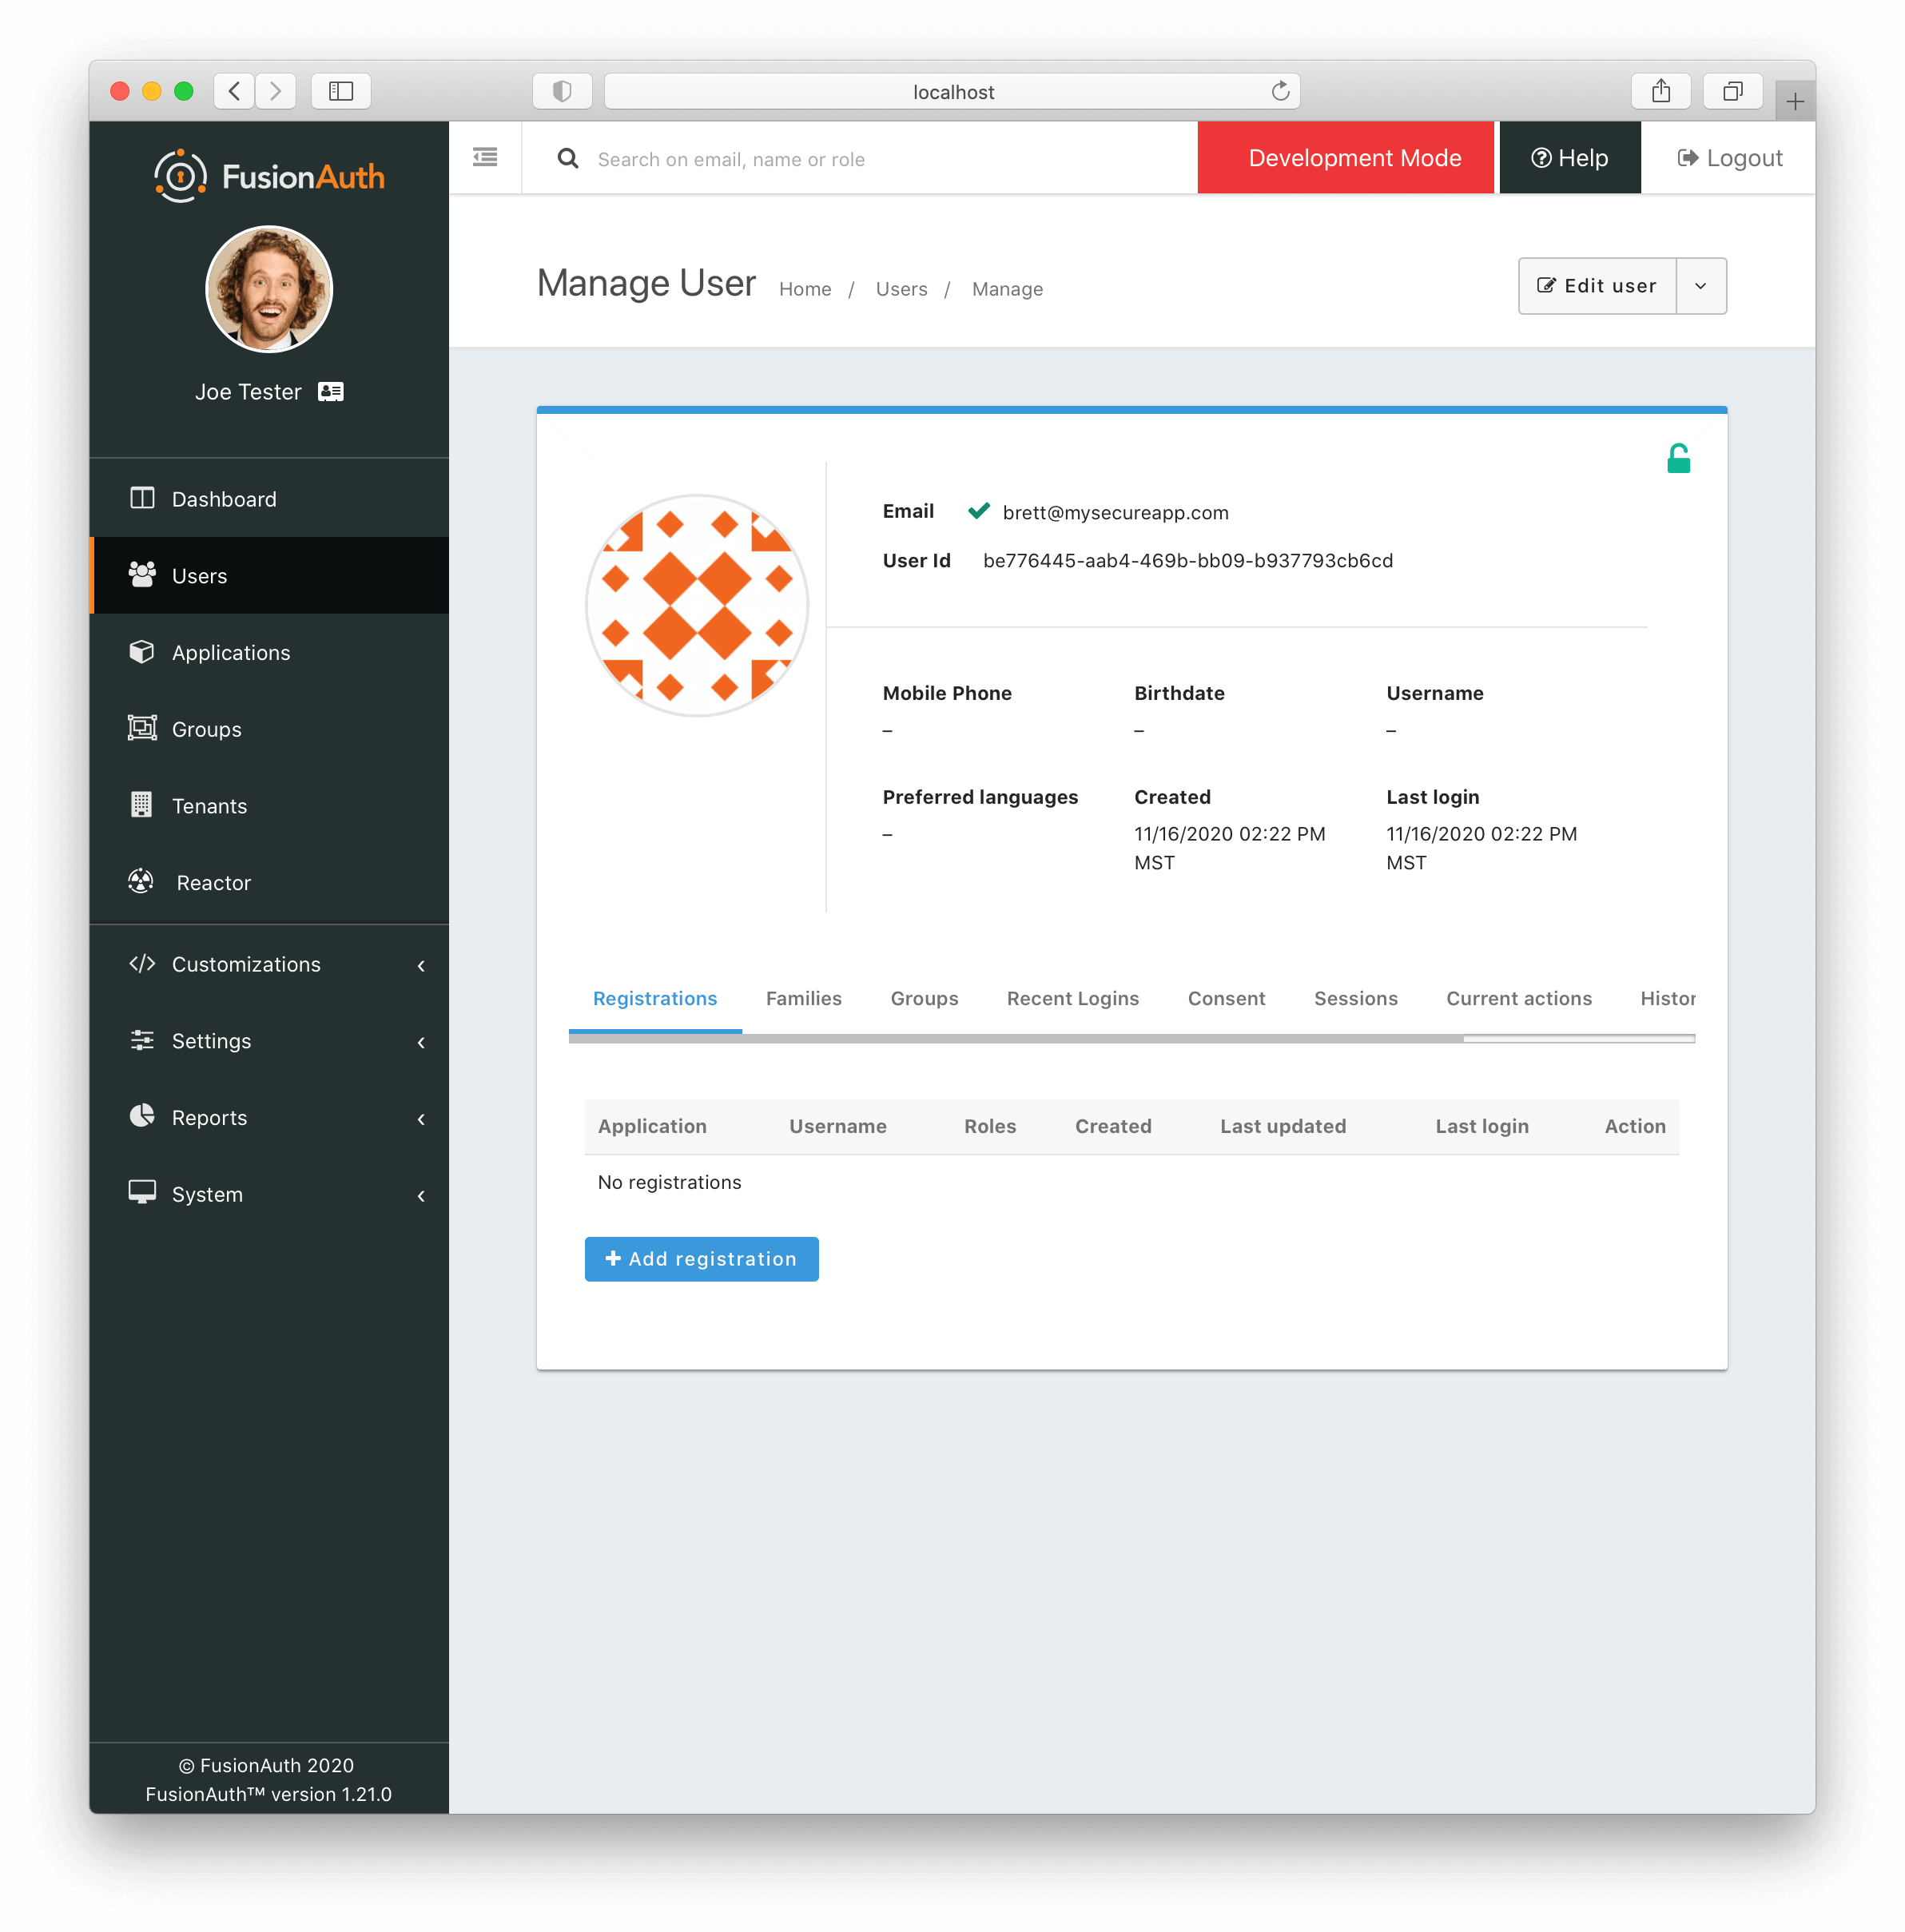 localhost
FusionAuth
Search on email, name or role
Development Mode
Help
Logout
Joe Tester
Manage User
Home / Users / Manage
Edit user
Dashboard
Users
Applications
Groups
Tenants
Reactor
Customizations
Settings
Reports
System
Email brett@mysecureapp.com
User Id be776445-aab4-469b-bb09-b937793cb6cd
Mobile Phone Birthdate Username
– – –
Preferred languages Created Last login
– 11/16/2020 02:22 PM 11/16/2020 02:22 PM
MST MST
Registrations Families Groups Recent Logins Consent Sessions Current actions Histor
Application Username Roles Created Last updated Last login Action
No registrations
Add registration
© FusionAuth 2020
FusionAuth™ version 1.21.0